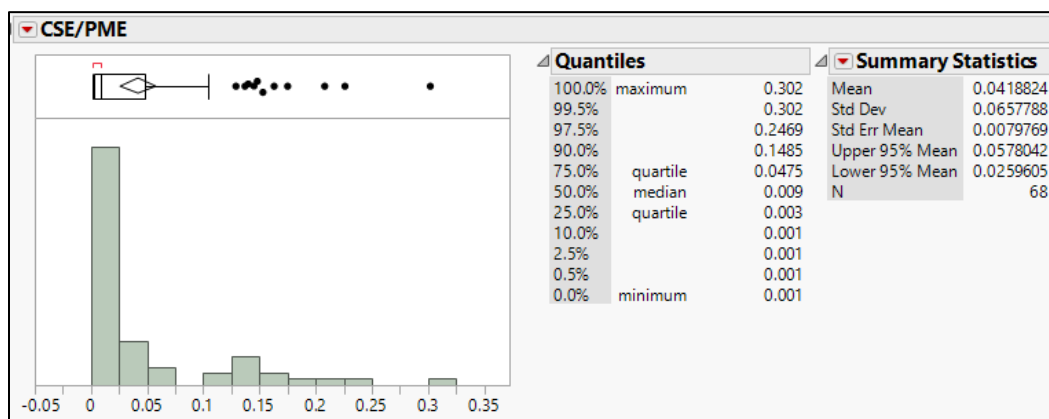 CSE/PME
Quantiles
100.0% maximum 0.302
99.5% 0.302
97.5% 0.2469
90.0% 0.1485
75.0% quartile 0.0475
50.0% median 0.009
25.0% quartile 0.003
10.0% 0.001
2.5% 0.001
0.5% 0.001
0.0% minimum 0.001
Summary Statistics
Mean 0.0418824
Std Dev 0.0657788
Std Err Mean 0.0079769
Upper 95% Mean 0.0578042
Lower 95% Mean 0.0259605
N 68
-0.05 0 0.05 0.1 0.15 0.2 0.25 0.3 0.35